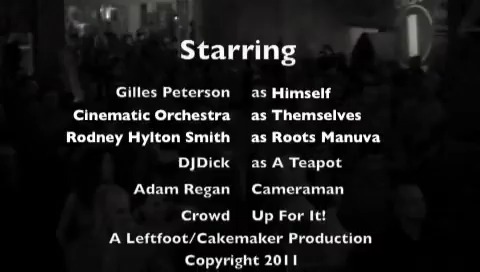 Starring
Gilles Peterson as Himself
Cinematic Orchestra as Themselves
Rodney Hylton Smith as Roots Manuva
DJDick as A Teapot
Adam Regan Cameraman
Crowd Up For It!
A Leftfoot/Cakemaker Production
Copyright 2011